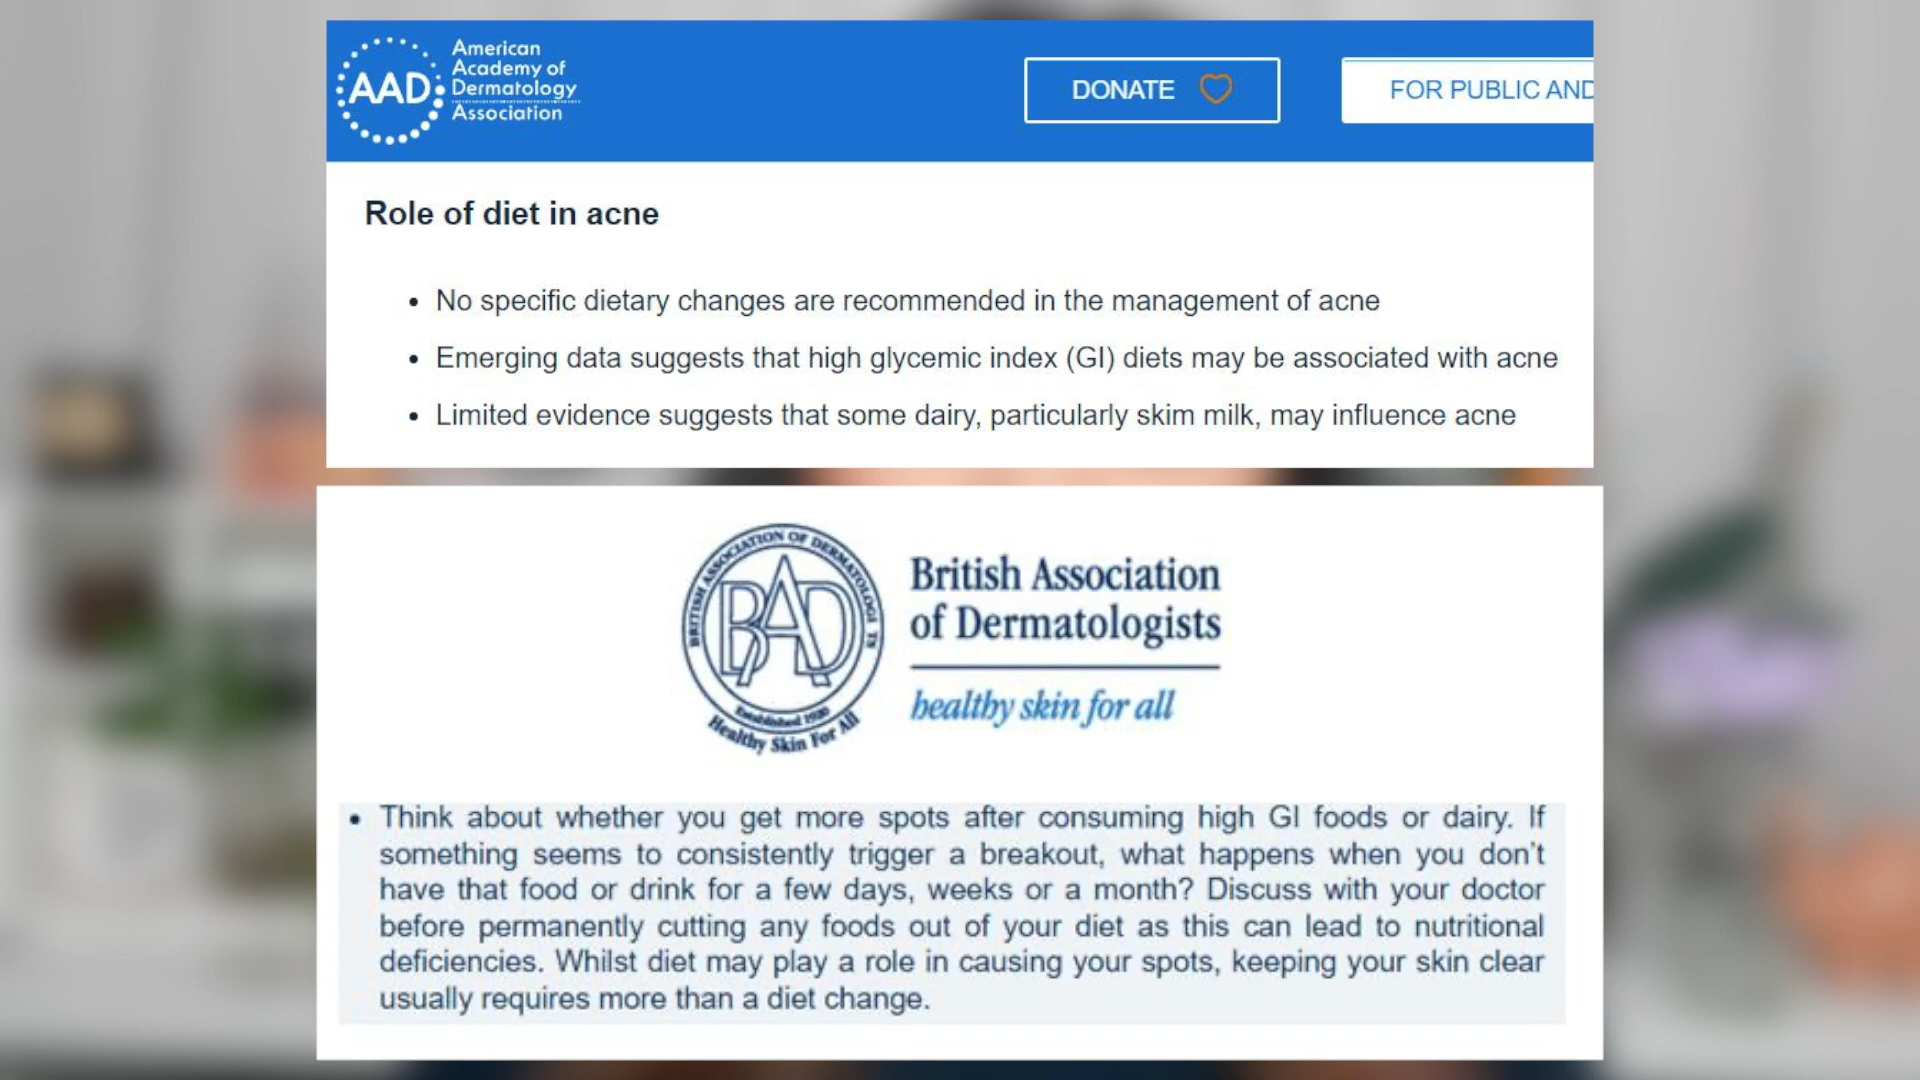 AAD
American
Academy of
Dermatology
Association
DONATE
FOR PUBLIC AND
Role of diet in acne
• No specific dietary changes are recommended in the management of acne
• Emerging data suggests that high glycemic index (GI) diets may be associated with acne
• Limited evidence suggests that some dairy, particularly skim milk, may influence acne
BRITISH ASSOCIATION OF DERMATOLOGISTS
BAD
Established 1920
Healthy Skin For All
British Association
of Dermatologists
healthy skin for all
• Think about whether you get more spots after consuming high GI foods or dairy. If
something seems to consistently trigger a breakout, what happens when you don't
have that food or drink for a few days, weeks or a month? Discuss with your doctor
before permanently cutting any foods out of your diet as this can lead to nutritional
deficiencies. Whilst diet may play a role in causing your spots, keeping your skin clear
usually requires more than a diet change.